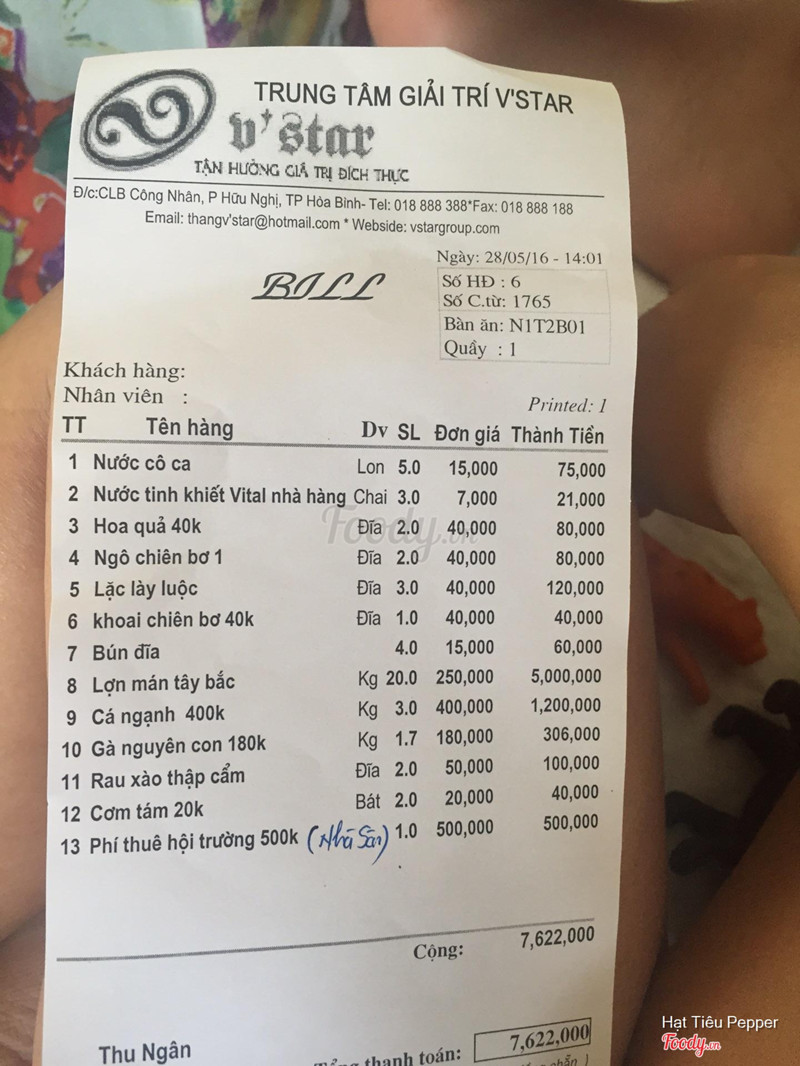 TRUNG TÂM GIẢI TRÍ V'STAR
v'star
TẬN HƯỞNG GIÁ TRỊ ĐÍCH THỰC
Đ/c:CLB Công Nhân, P Hữu Nghị, TP Hòa Bình- Tel: 018 888 388*Fax: 018 888 188
Email: thangv'star@hotmail.com * Webside: vstargroup.com
Ngày: 28/05/16 - 14:01
BILL
Số HĐ : 6
Số C.từ: 1765
Bàn ăn: N1T2B01
Quầy : 1
Khách hàng:
Nhân viên :
Printed: 1
TT Tên hàng Dv SL Đơn giá Thành Tiền
1 Nước cô ca Lon 5.0 15,000 75,000
2 Nước tinh khiết Vital nhà hàng Chai 3.0 7,000 21,000
3 Hoa quả 40k Đĩa 2.0 40,000 80,000
4 Ngô chiên bơ 1 Đĩa 2.0 40,000 80,000
5 Lặc lày luộc Đĩa 3.0 40,000 120,000
6 khoai chiên bơ 40k Đĩa 1.0 40,000 40,000
7 Bún đĩa 4.0 15,000 60,000
8 Lợn mán tây bắc Kg 20.0 250,000 5,000,000
9 Cá ngạnh 400k Kg 3.0 400,000 1,200,000
10 Gà nguyên con 180k Kg 1.7 180,000 306,000
11 Rau xào thập cẩm Đĩa 2.0 50,000 100,000
12 Cơm tám 20k Bát 2.0 20,000 40,000
13 Phí thuê hội trường 500k (Nhà Sàn) 1.0 500,000 500,000
Cộng: 7,622,000
Thu Ngân
Tổng thanh toán: 7,622,000
Foody.vn
Hạt Tiêu Pepper
Foody.vn